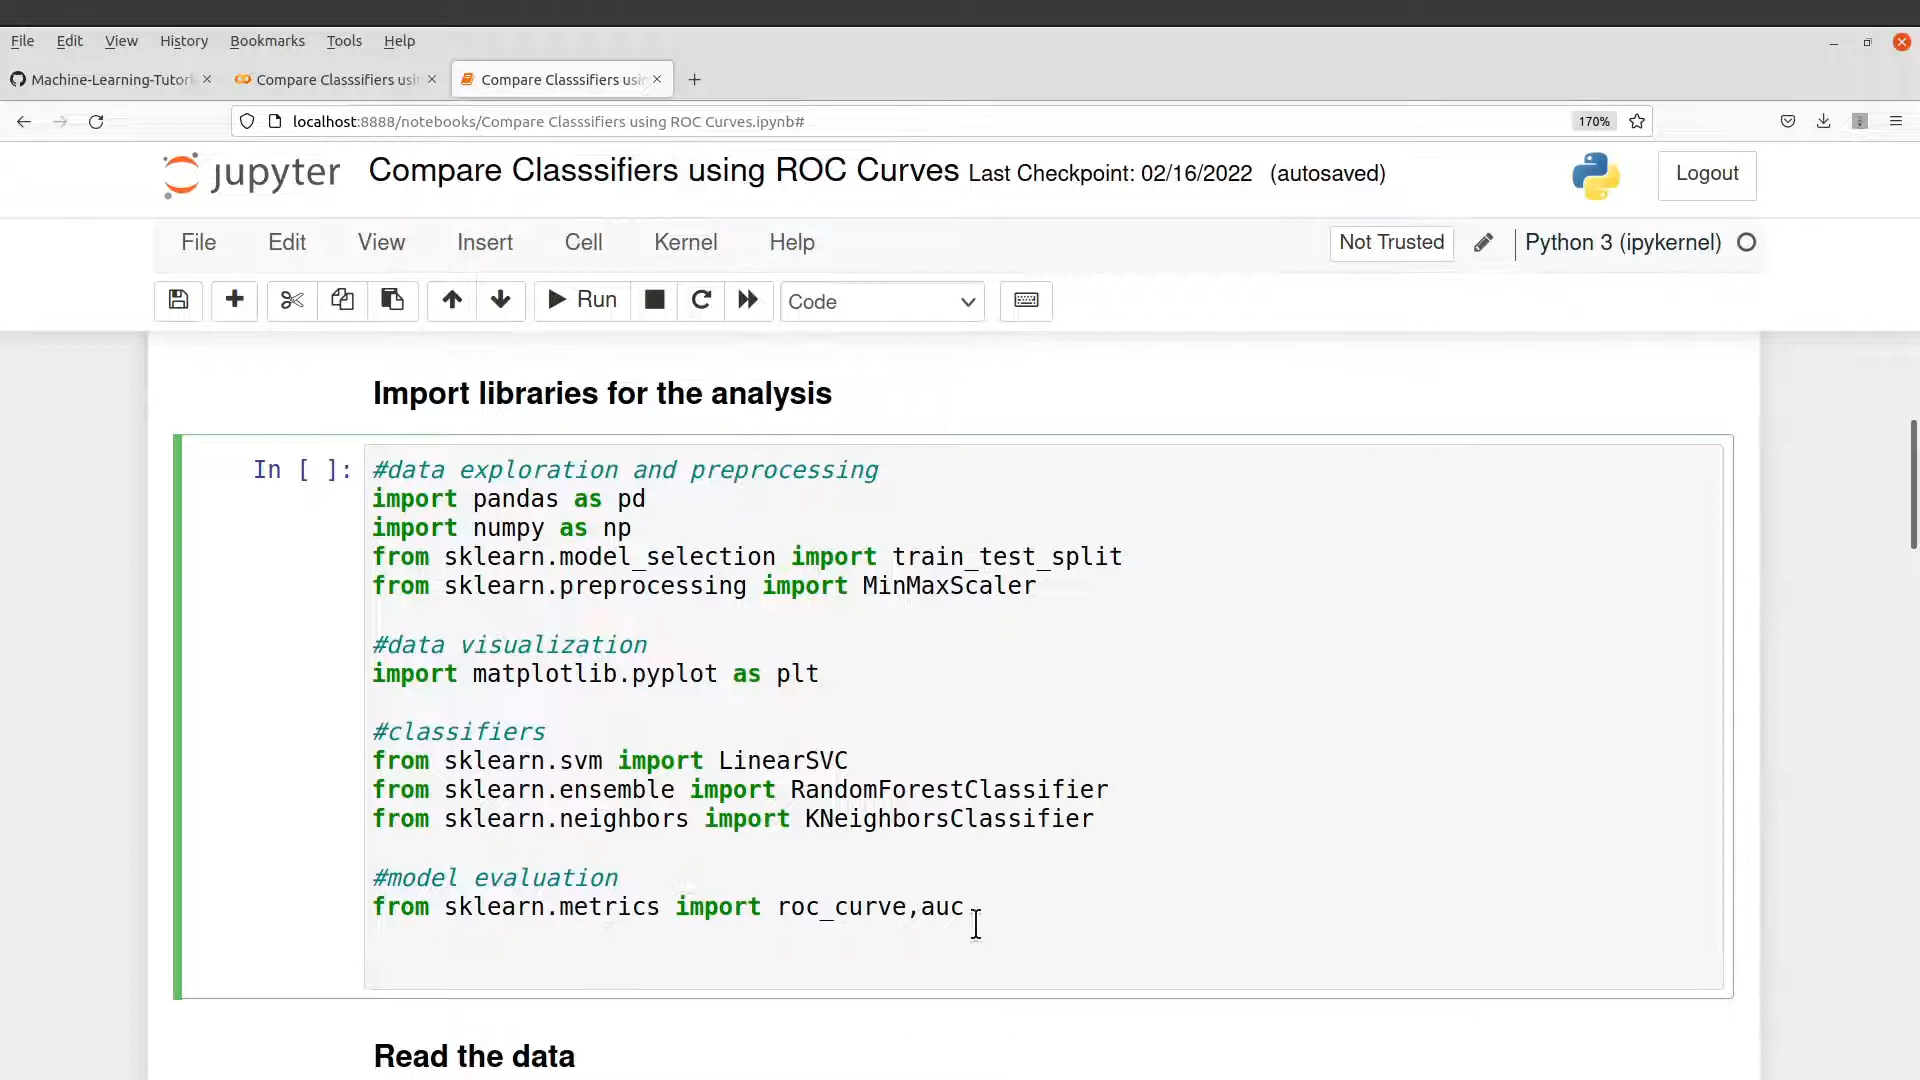 File Edit View History Bookmarks Tools Help
Machine-Learning-Tutori Compare Classsifiers usin Compare Classsifiers usin
localhost:8888/notebooks/Compare Classsifiers using ROC Curves.ipynb# 170%
jupyter Compare Classsifiers using ROC Curves Last Checkpoint: 02/16/2022 (autosaved) Logout
File Edit View Insert Cell Kernel Help Not Trusted Python 3 (ipykernel)
Run Code
Import libraries for the analysis
In [ ]: #data exploration and preprocessing
import pandas as pd
import numpy as np
from sklearn.model_selection import train_test_split
from sklearn.preprocessing import MinMaxScaler
#data visualization
import matplotlib.pyplot as plt
#classifiers
from sklearn.svm import LinearSVC
from sklearn.ensemble import RandomForestClassifier
from sklearn.neighbors import KNeighborsClassifier
#model evaluation
from sklearn.metrics import roc_curve,auc
Read the data